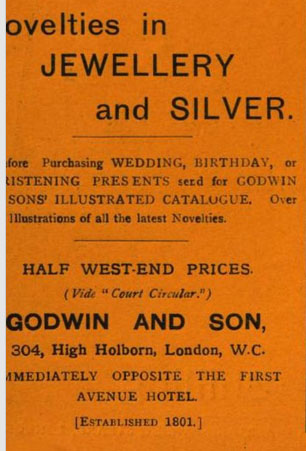 ovelties in
JEWELLERY
and SILVER.
fore Purchasing WEDDING, BIRTHDAY, or
RISTENING PRESENTS send for GODWIN
SONS' ILLUSTRATED CATALOGUE. Over
Illustrations of all the latest Novelties.
HALF WEST-END PRICES.
(Vide "Court Circular.")
GODWIN AND SON,
304, High Holborn, London, W.C.
MMEDIATELY OPPOSITE THE FIRST
AVENUE HOTEL.
[ESTABLISHED 1801.]